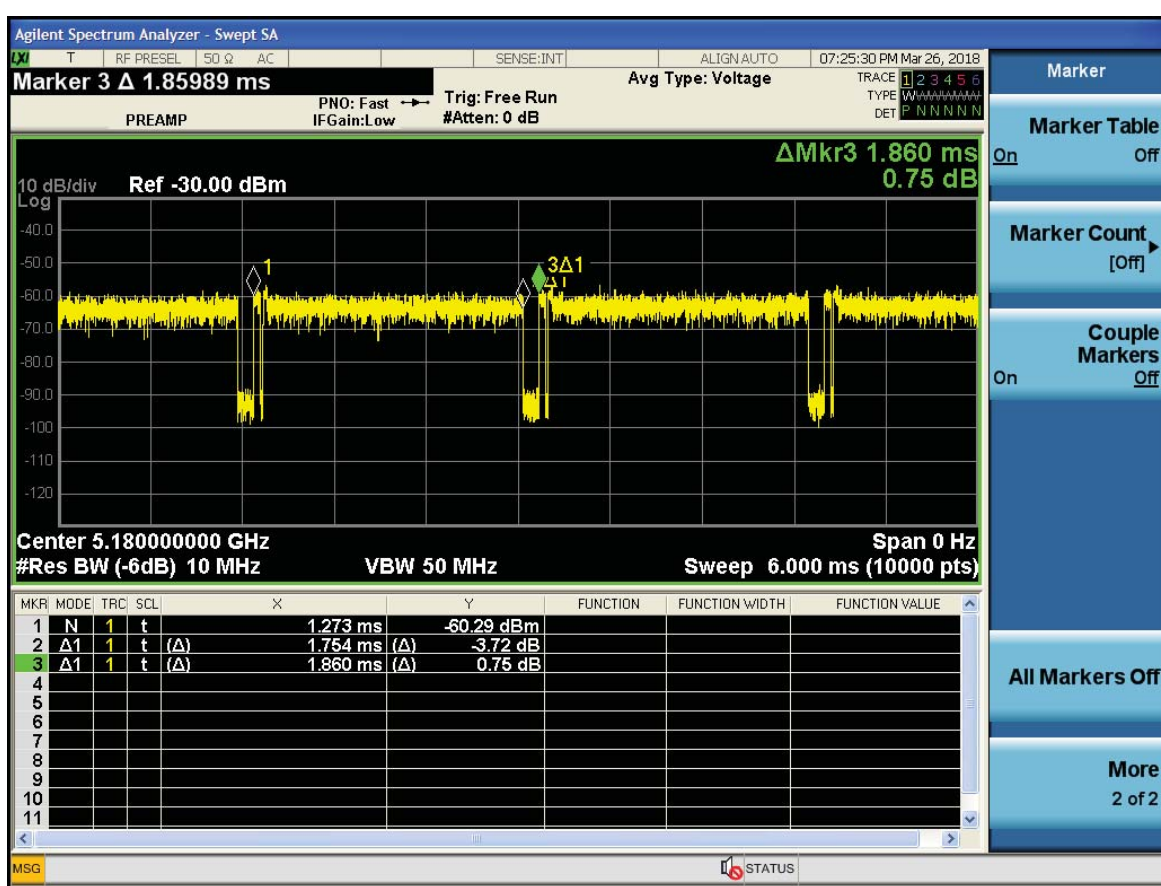 Agilent Spectrum Analyzer - Swept SA
LXI T RF PRESEL 50 Ω AC SENSE:INT ALIGN AUTO 07:25:30 PM Mar 26, 2018
Marker 3 Δ 1.85989 ms
PREAMP
PNO: Fast
IFGain:Low
Trig: Free Run
#Atten: 0 dB
Avg Type: Voltage
TRACE 1 2 3 4 5 6
TYPE
DET P N N N N N
ΔMkr3 1.860 ms
0.75 dB
10 dB/div Ref -30.00 dBm
Log
-40.0
-50.0
-60.0
-70.0
-80.0
-90.0
-100
-110
-120
1
3Δ1
Center 5.180000000 GHz Span 0 Hz
#Res BW (-6dB) 10 MHz VBW 50 MHz Sweep 6.000 ms (10000 pts)
MKR MODE TRC SCL X Y FUNCTION FUNCTION WIDTH FUNCTION VALUE
1 N 1 t 1.273 ms -60.29 dBm
2 Δ1 1 t (Δ) 1.754 ms (Δ) -3.72 dB
3 Δ1 1 t (Δ) 1.860 ms (Δ) 0.75 dB
4
5
6
7
8
9
10
11
MSG STATUS
Marker
Marker Table
On Off
Marker Count
[Off]
Couple
Markers
On Off
All Markers Off
More
2 of 2